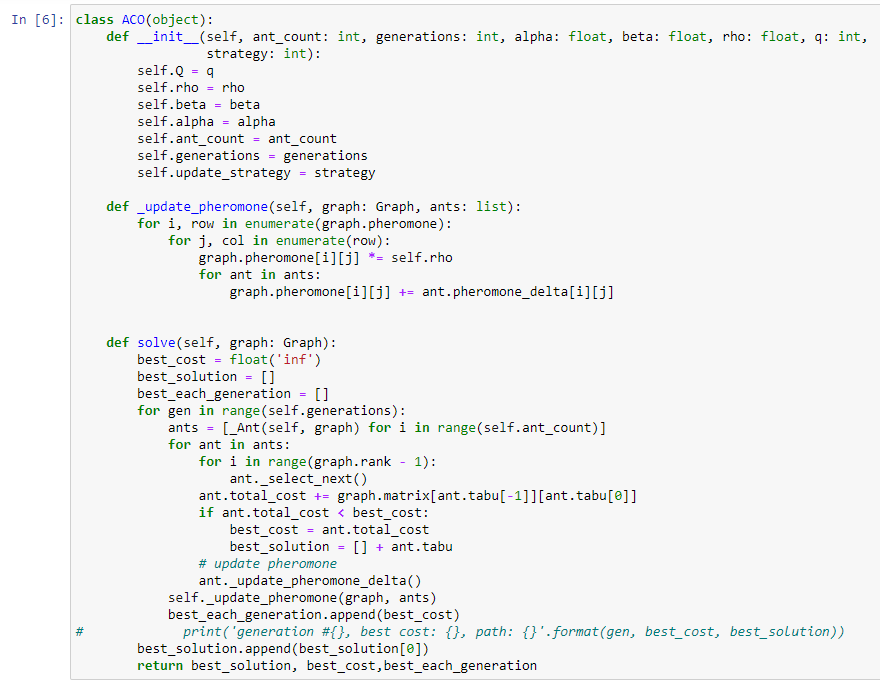 In [6]: class ACO(object):
    def __init__(self, ant_count: int, generations: int, alpha: float, beta: float, rho: float, q: int,
                 strategy: int):
        self.Q = q
        self.rho = rho
        self.beta = beta
        self.alpha = alpha
        self.ant_count = ant_count
        self.generations = generations
        self.update_strategy = strategy
    def _update_pheromone(self, graph: Graph, ants: list):
        for i, row in enumerate(graph.pheromone):
            for j, col in enumerate(row):
                graph.pheromone[i][j] *= self.rho
                for ant in ants:
                    graph.pheromone[i][j] += ant.pheromone_delta[i][j]
    def solve(self, graph: Graph):
        best_cost = float('inf')
        best_solution = []
        best_each_generation = []
        for gen in range(self.generations):
            ants = [_Ant(self, graph) for i in range(self.ant_count)]
            for ant in ants:
                for i in range(graph.rank - 1):
                    ant._select_next()
                ant.total_cost += graph.matrix[ant.tabu[-1]][ant.tabu[0]]
                if ant.total_cost < best_cost:
                    best_cost = ant.total_cost
                    best_solution = [] + ant.tabu
                # update pheromone
                ant._update_pheromone_delta()
            self._update_pheromone(graph, ants)
            best_each_generation.append(best_cost)
#             print('generation #{}, best cost: {}, path: {}'.format(gen, best_cost, best_solution))
        best_solution.append(best_solution[0])
        return best_solution, best_cost,best_each_generation